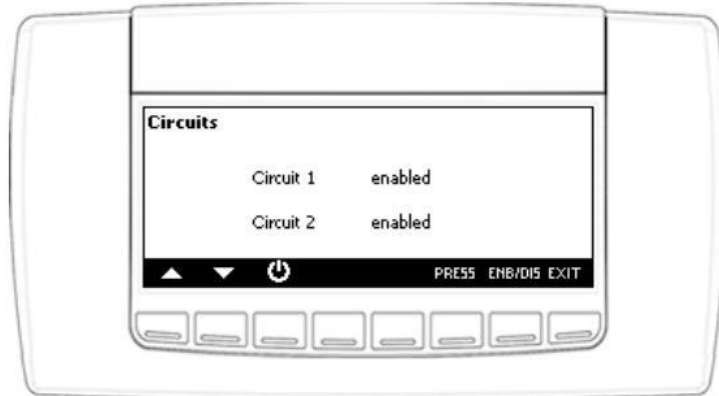 Circuits
Circuit 1 enabled
Circuit 2 enabled
PRESS ENB/DIS EXIT